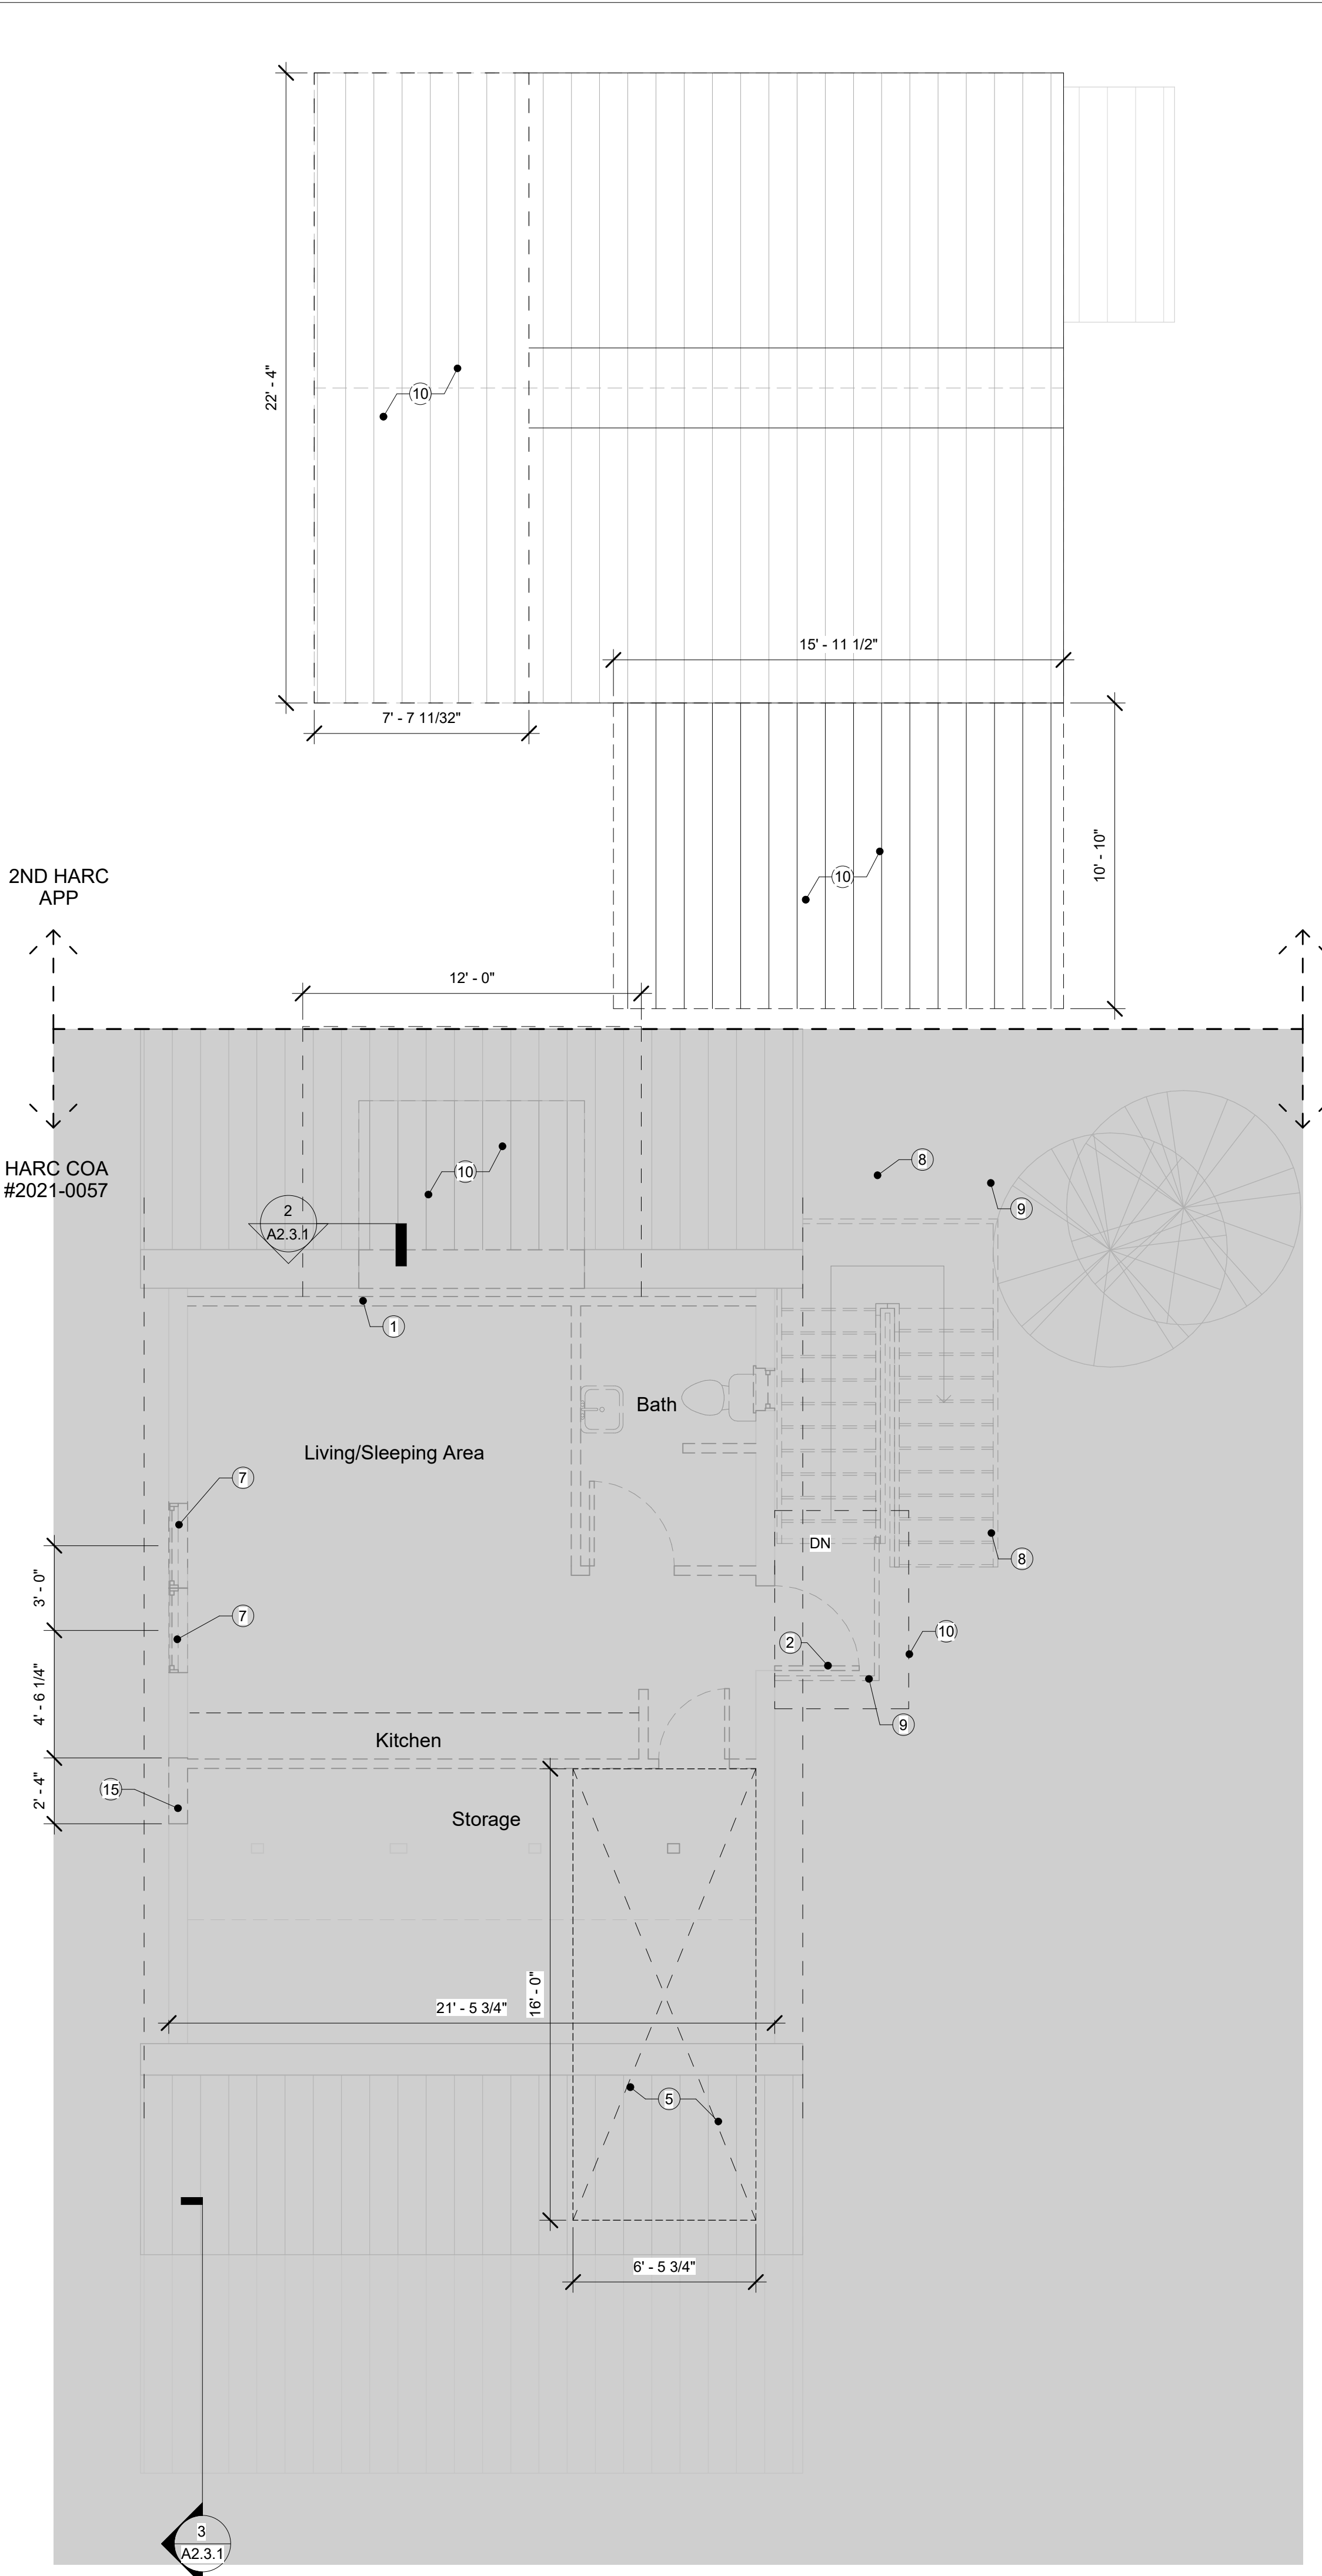 22' - 4"
10
15' - 11 1/2"
7' - 7 11/32"
10' - 10"
10
2ND HARC
APP
12' - 0"
HARC COA
#2021-0057
8
9
10
2
A2.3.1
1
Bath
Living/Sleeping Area
7
DN
8
3' - 0"
7
2
10
4' - 6 1/4"
9
Kitchen
2' - 4"
15
Storage
16' - 0"
21' - 5 3/4"
5
6' - 5 3/4"
3
A2.3.1